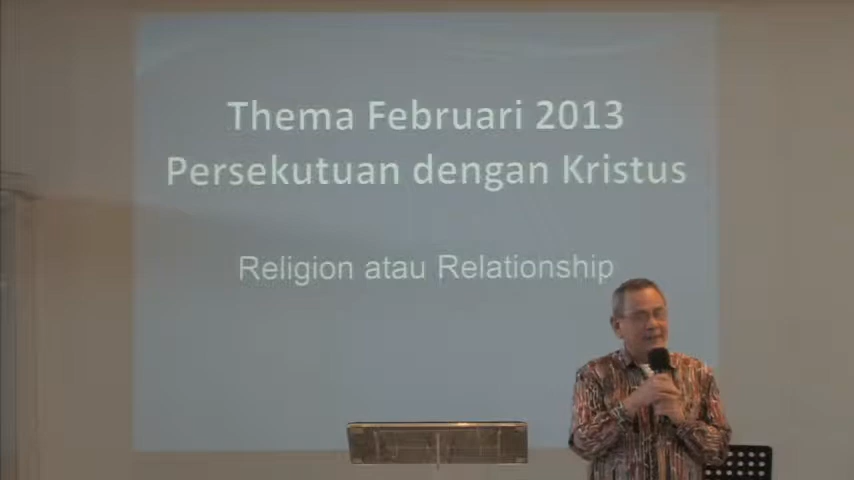 Thema Februari 2013
Persekutuan dengan Kristus
Religion atau Relationship